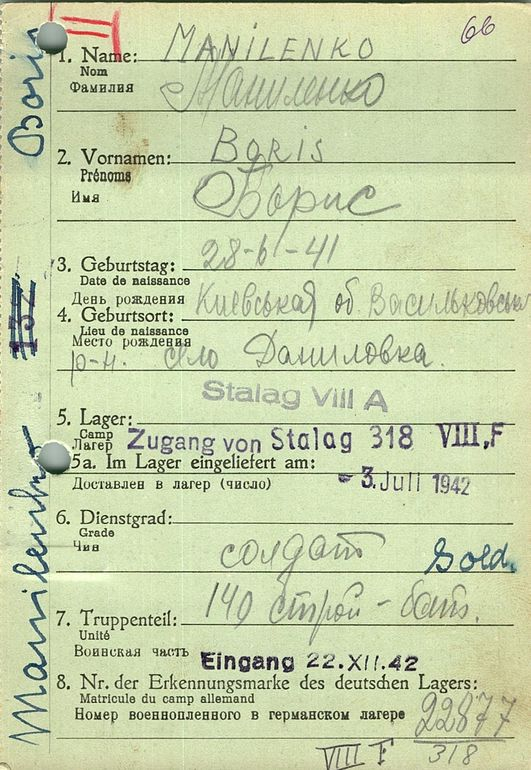 66
1. Name: MANILENKO
Nom
Фамилия Маниленко
2. Vornamen: BORIS
Prénoms
Имя Борис
3. Geburtstag: 28-6-41
Date de naissance
День рождения Киевськая об. Васильковськ
4. Geburtsort:
Lieu de naissance
Место рождения
р-н. село Даниловка.
Stalag VIII A
5. Lager:
Camp
Лагерь Zugang von Stalag 318 VIII,F
5a. Im Lager eingeliefert am:
Доставлен в лагерь (число) - 3. Juli 1942
6. Dienstgrad:
Grade
Чин солдат Sold.
7. Truppenteil: 140 строй-бат.
Unité
Воинская часть Eingang 22.XII.42
8. Nr. der Erkennungsmarke des deutschen Lagers:
Matricule du camp allemand
Номер военнопленного в германском лагере 22877
VIII F 318
Manilenko Boris